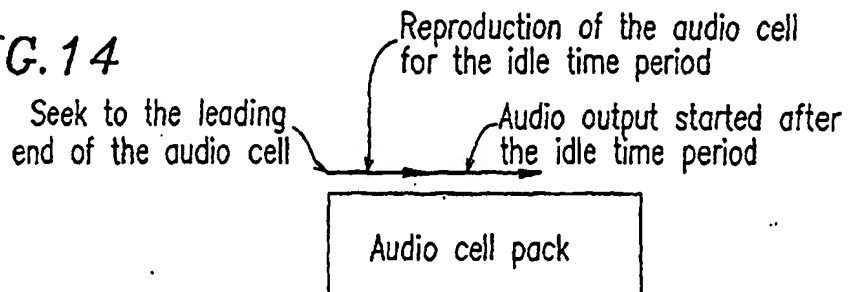 G.14
Reproduction of the audio cell
for the idle time period
Seek to the leading
end of the audio cell
Audio output started after
the idle time period
Audio cell pack